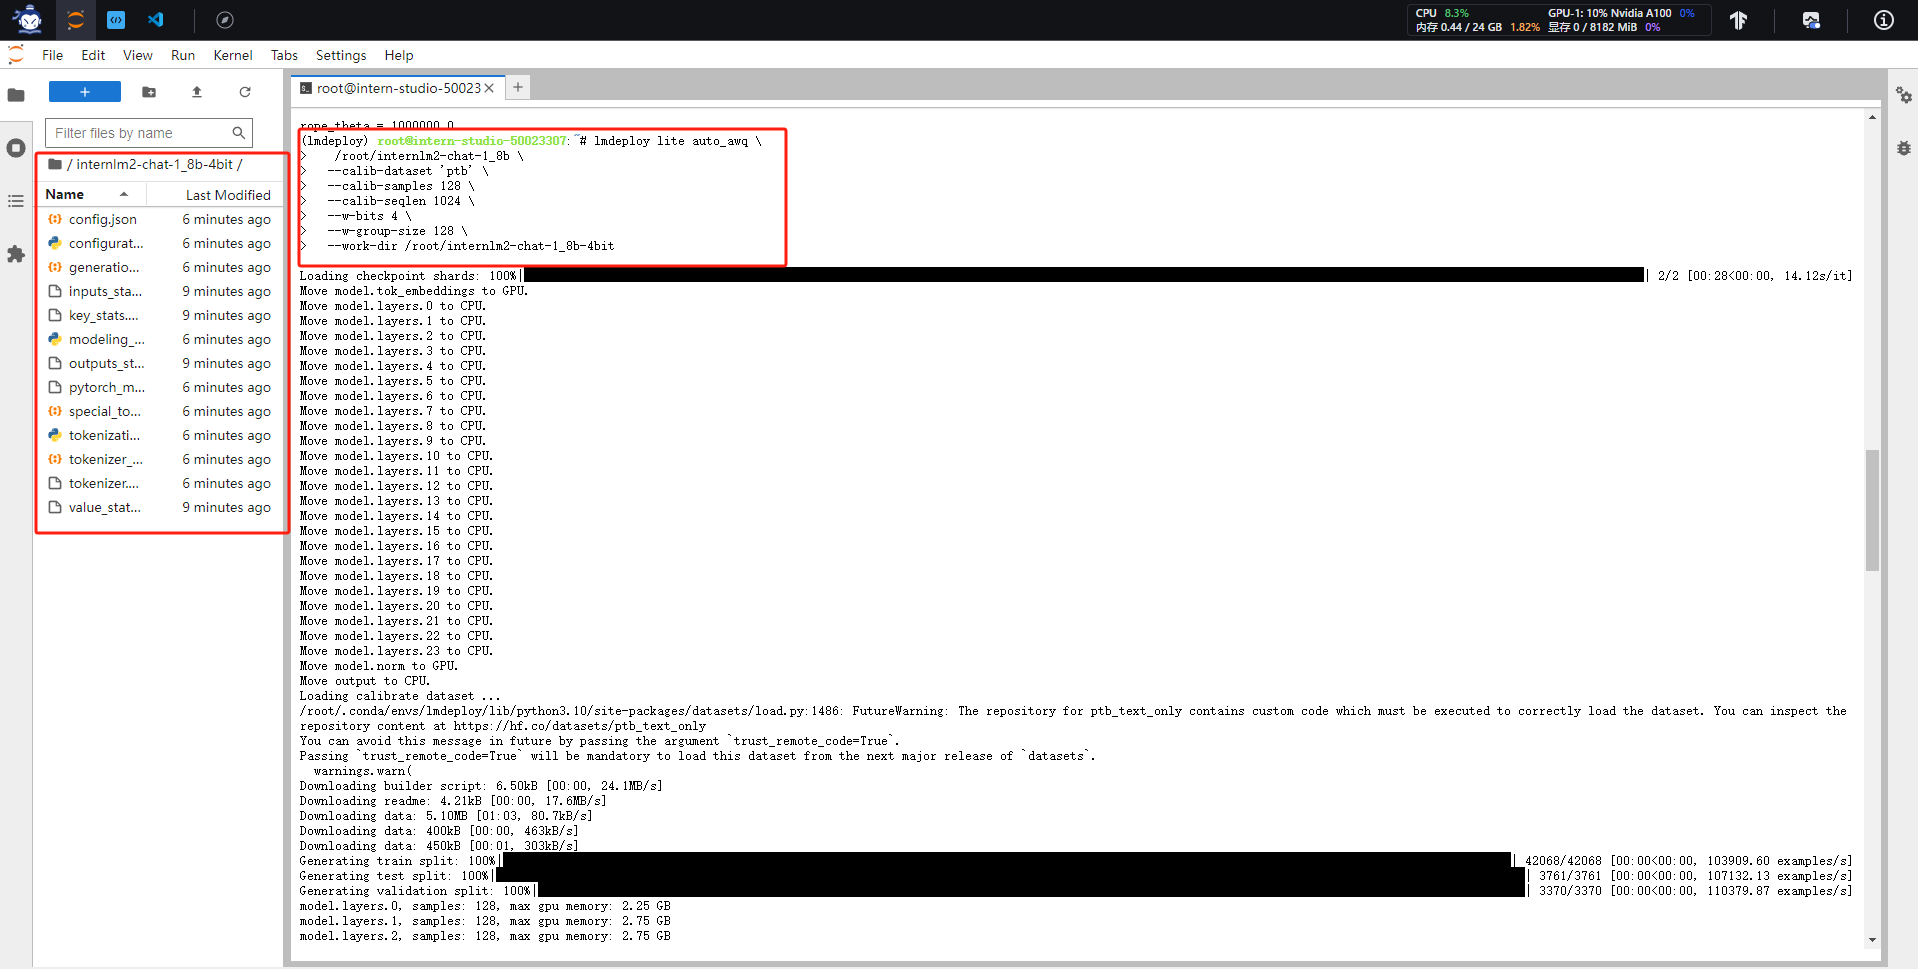 CPU 8.3%
GPU-1: 10% Nvidia A100 0%
内存 0.44 / 24 GB 1.82%
显存 0 / 8182 MiB 0%
File Edit View Run Kernel Tabs Settings Help
root@intern-studio-50023
Filter files by name
/ internlm2-chat-1_8b-4bit /
Name Last Modified
config.json 6 minutes ago
configurat... 6 minutes ago
generatio... 6 minutes ago
inputs_sta... 9 minutes ago
key_stats.... 9 minutes ago
modeling_... 6 minutes ago
outputs_st... 9 minutes ago
pytorch_m... 6 minutes ago
special_to... 6 minutes ago
tokenizati... 6 minutes ago
tokenizer_... 6 minutes ago
tokenizer.... 6 minutes ago
value_stat... 9 minutes ago
rope_theta = 1000000.0
(lmdeploy) root@intern-studio-50023307:~# lmdeploy lite auto_awq \
> /root/internlm2-chat-1_8b \
> --calib-dataset 'ptb' \
> --calib-samples 128 \
> --calib-seqlen 1024 \
> --w-bits 4 \
> --w-group-size 128 \
> --work-dir /root/internlm2-chat-1_8b-4bit
Loading checkpoint shards: 100%| | 2/2 [00:28<00:00, 14.12s/it]
Move model.tok_embeddings to GPU.
Move model.layers.0 to CPU.
Move model.layers.1 to CPU.
Move model.layers.2 to CPU.
Move model.layers.3 to CPU.
Move model.layers.4 to CPU.
Move model.layers.5 to CPU.
Move model.layers.6 to CPU.
Move model.layers.7 to CPU.
Move model.layers.8 to CPU.
Move model.layers.9 to CPU.
Move model.layers.10 to CPU.
Move model.layers.11 to CPU.
Move model.layers.12 to CPU.
Move model.layers.13 to CPU.
Move model.layers.14 to CPU.
Move model.layers.15 to CPU.
Move model.layers.16 to CPU.
Move model.layers.17 to CPU.
Move model.layers.18 to CPU.
Move model.layers.19 to CPU.
Move model.layers.20 to CPU.
Move model.layers.21 to CPU.
Move model.layers.22 to CPU.
Move model.layers.23 to CPU.
Move model.norm to GPU.
Move output to CPU.
Loading calibrate dataset ...
/root/.conda/envs/lmdeploy/lib/python3.10/site-packages/datasets/load.py:1486: FutureWarning: The repository for ptb_text_only contains custom code which must be executed to correctly load the dataset. You can inspect the
repository content at https://hf.co/datasets/ptb_text_only
You can avoid this message in future by passing the argument `trust_remote_code=True`.
Passing `trust_remote_code=True` will be mandatory to load this dataset from the next major release of `datasets`.
warnings.warn(
Downloading builder script: 6.50kB [00:00, 24.1MB/s]
Downloading readme: 4.21kB [00:00, 17.6MB/s]
Downloading data: 5.10MB [01:03, 80.7kB/s]
Downloading data: 400kB [00:00, 463kB/s]
Downloading data: 450kB [00:01, 303kB/s]
Generating train split: 100%| | 42068/42068 [00:00<00:00, 103909.60 examples/s]
Generating test split: 100%| | 3761/3761 [00:00<00:00, 107132.13 examples/s]
Generating validation split: 100%| | 3370/3370 [00:00<00:00, 110379.87 examples/s]
model.layers.0, samples: 128, max gpu memory: 2.25 GB
model.layers.1, samples: 128, max gpu memory: 2.75 GB
model.layers.2, samples: 128, max gpu memory: 2.75 GB